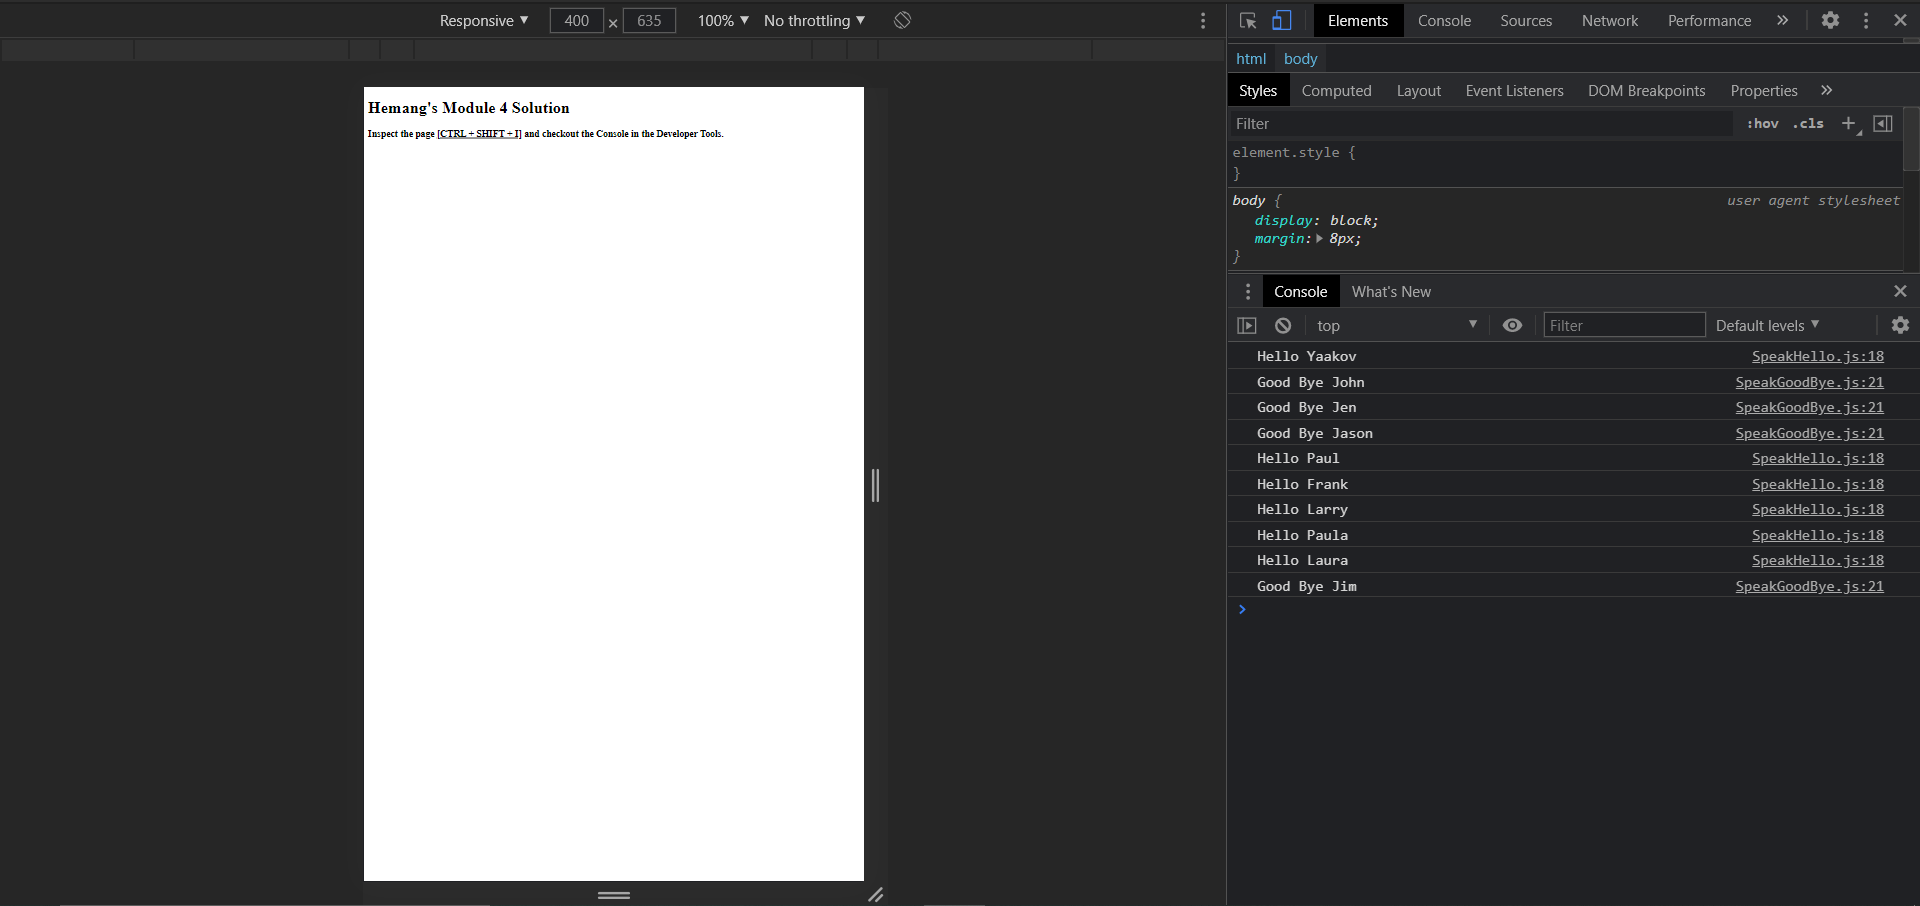 Responsive ▼ 400 × 635 100% ▼ No throttling ▼
Elements Console Sources Network Performance »
html body
Styles Computed Layout Event Listeners DOM Breakpoints Properties »
Filter :hov .cls +
element.style {
}
body { user agent stylesheet
display: block;
margin: 8px;
}
Console What's New
top ▼ Filter Default levels ▼
Hello Yaakov SpeakHello.js:18
Good Bye John SpeakGoodBye.js:21
Good Bye Jen SpeakGoodBye.js:21
Good Bye Jason SpeakGoodBye.js:21
Hello Paul SpeakHello.js:18
Hello Frank SpeakHello.js:18
Hello Larry SpeakHello.js:18
Hello Paula SpeakHello.js:18
Hello Laura SpeakHello.js:18
Good Bye Jim SpeakGoodBye.js:21
Hemang's Module 4 Solution
Inspect the page [CTRL + SHIFT + I] and checkout the Console in the Developer Tools.